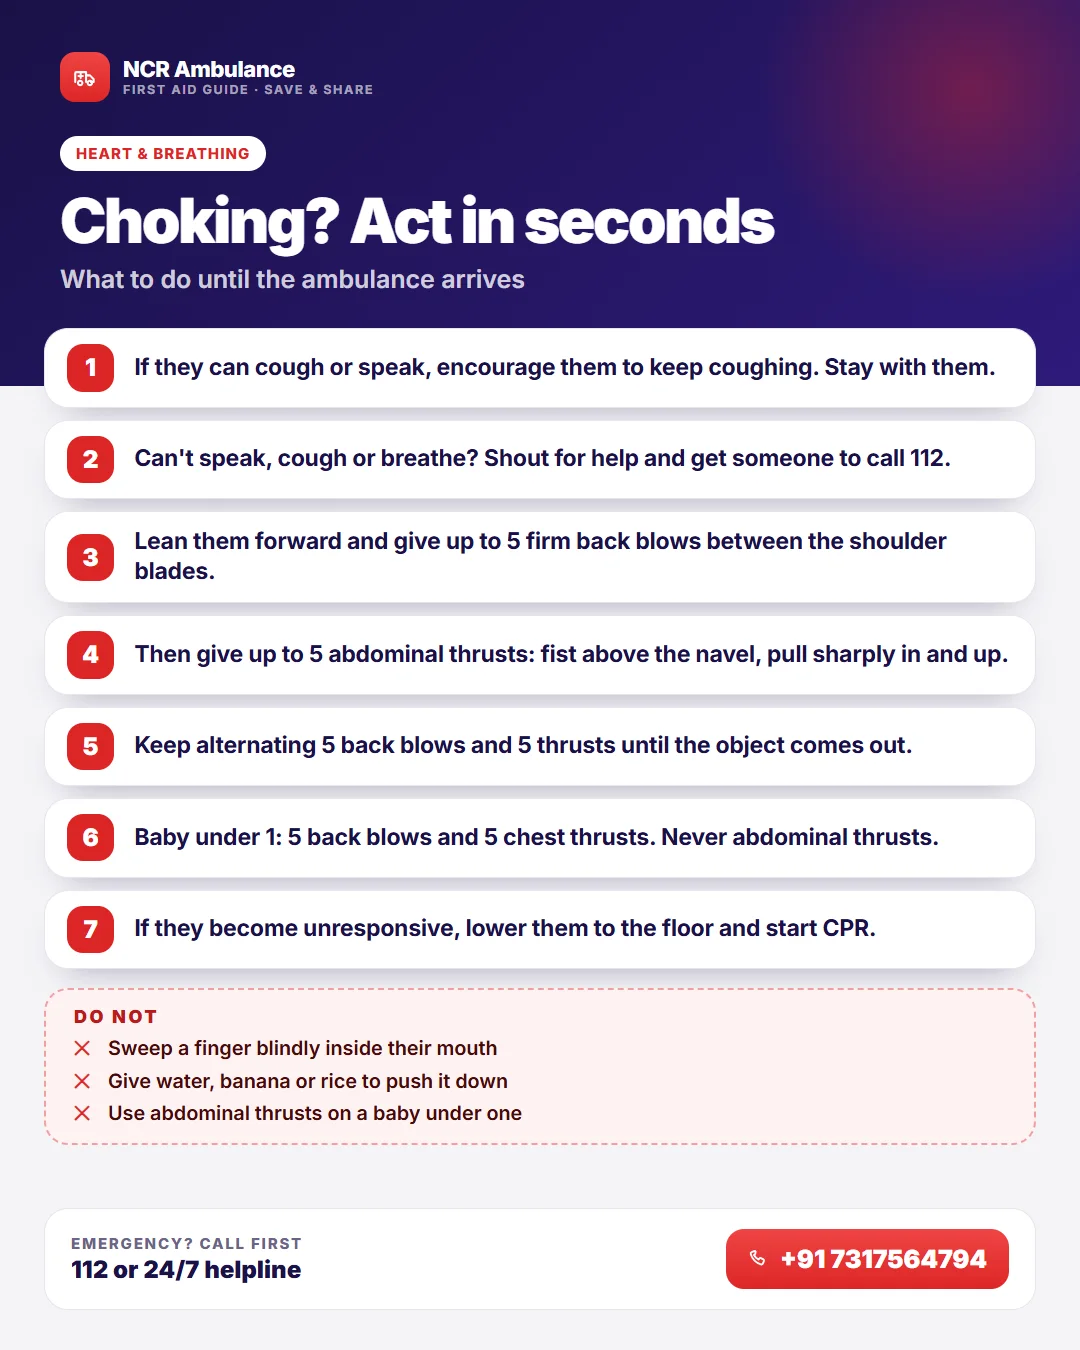 NCR Ambulance
FIRST AID GUIDE · SAVE & SHARE
HEART & BREATHING
Choking? Act in seconds
What to do until the ambulance arrives
1 If they can cough or speak, encourage them to keep coughing. Stay with them.
2 Can't speak, cough or breathe? Shout for help and get someone to call 112.
3 Lean them forward and give up to 5 firm back blows between the shoulder
blades.
4 Then give up to 5 abdominal thrusts: fist above the navel, pull sharply in and up.
5 Keep alternating 5 back blows and 5 thrusts until the object comes out.
6 Baby under 1: 5 back blows and 5 chest thrusts. Never abdominal thrusts.
7 If they become unresponsive, lower them to the floor and start CPR.
DO NOT
Sweep a finger blindly inside their mouth
Give water, banana or rice to push it down
Use abdominal thrusts on a baby under one
EMERGENCY? CALL FIRST
112 or 24/7 helpline
+91 7317564794